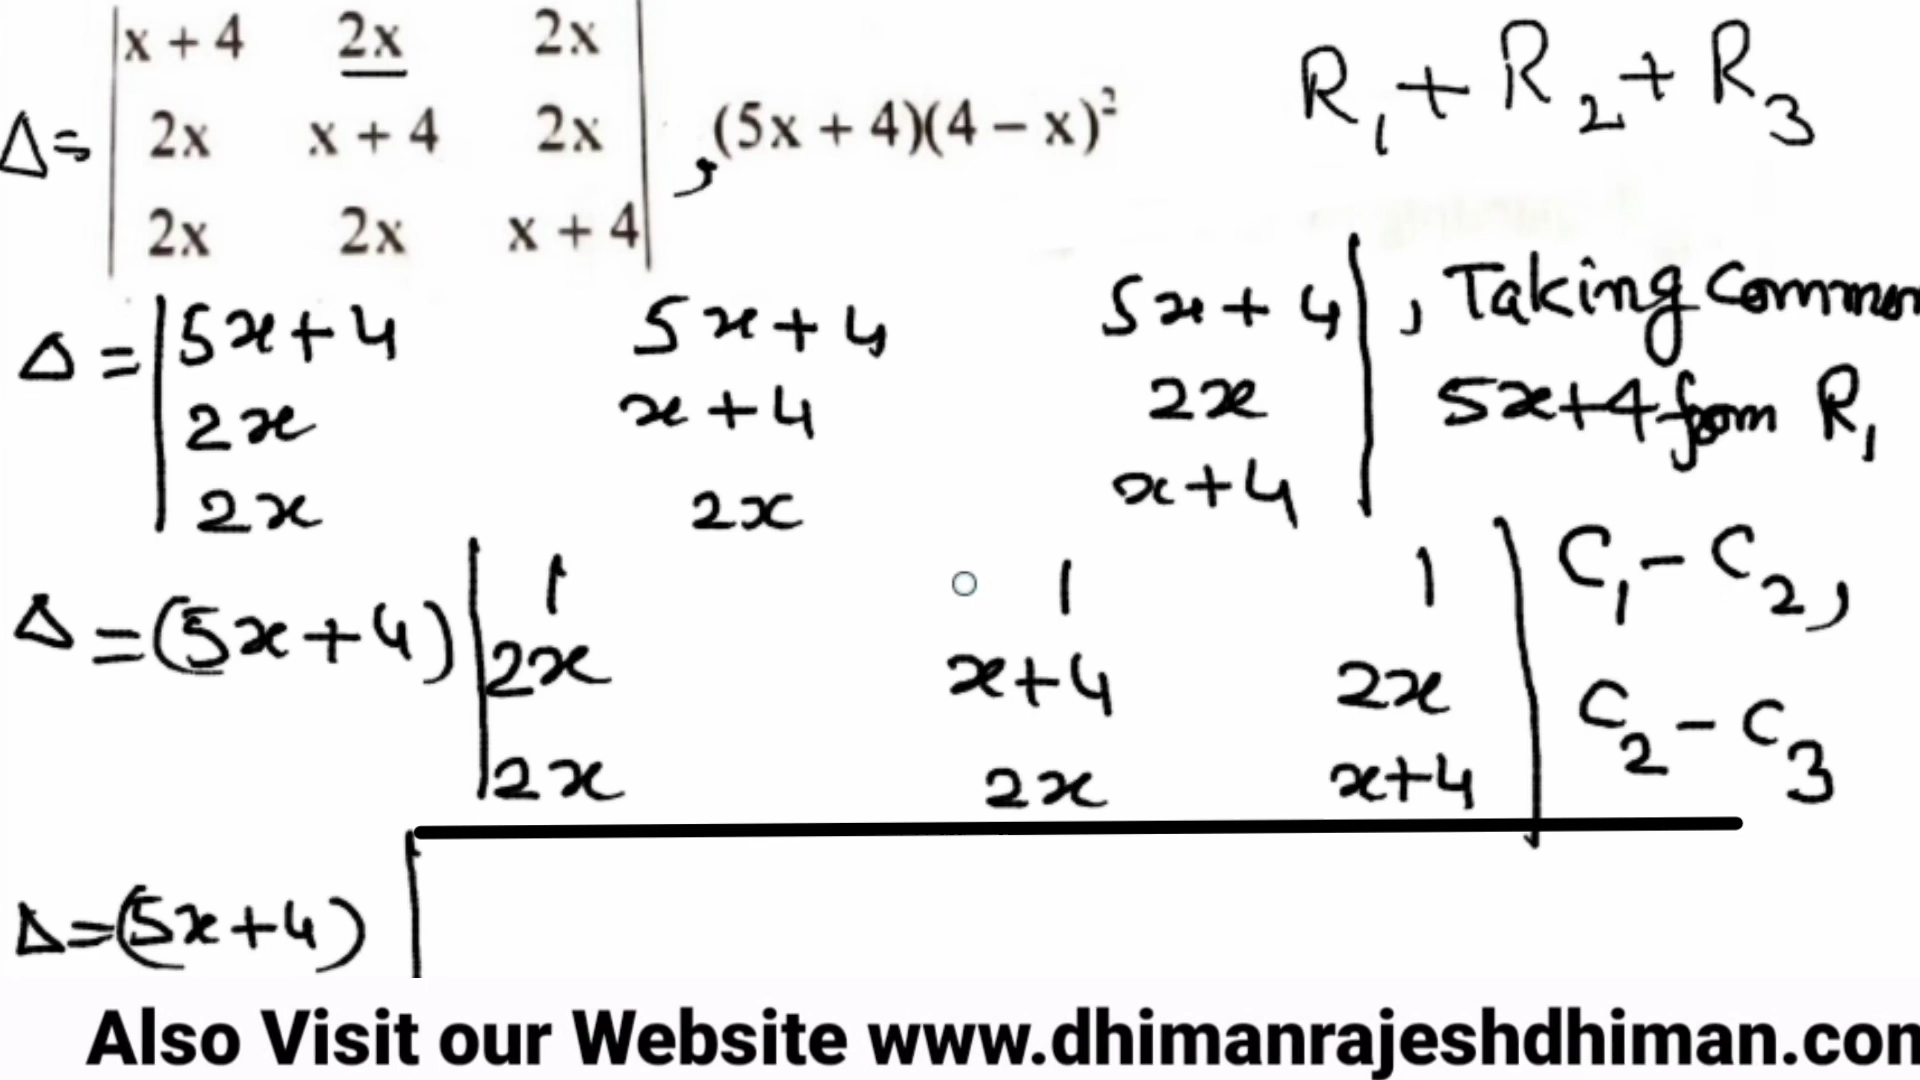 Δ= |x + 4 2x 2x|
|2x x + 4 2x| , (5x + 4)(4 − x)²
|2x 2x x + 4|
R₁ + R₂ + R₃
Δ = |5x+4 5x+4 5x+4| , Taking Common
|2x x+4 2x| 5x+4 from R₁
|2x 2x x+4|
Δ = (5x+4) |1 1 1| C₁ − C₂,
|2x x+4 2x|
|2x 2x x+4| C₂ − C₃
Δ=(5x+4) |
Also Visit our Website www.dhimanrajeshdhiman.com